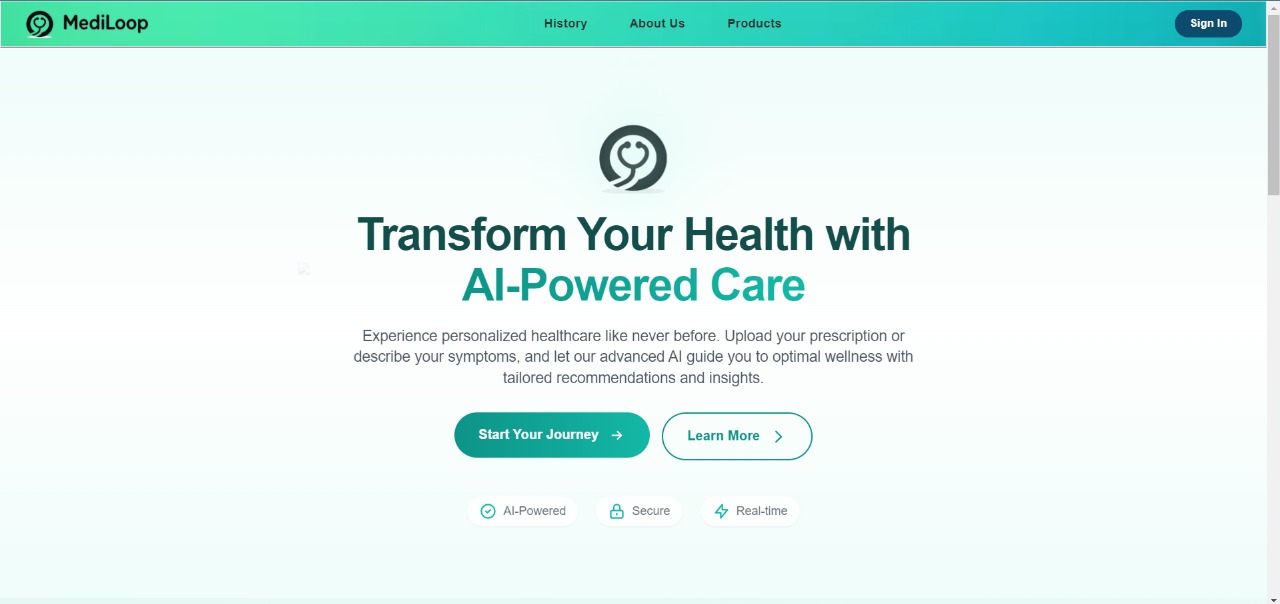 MediLoop
History
About Us
Products
Sign In
Transform Your Health with
AI-Powered Care
Experience personalized healthcare like never before. Upload your prescription or
describe your symptoms, and let our advanced AI guide you to optimal wellness with
tailored recommendations and insights.
Start Your Journey
Learn More
AI-Powered
Secure
Real-time